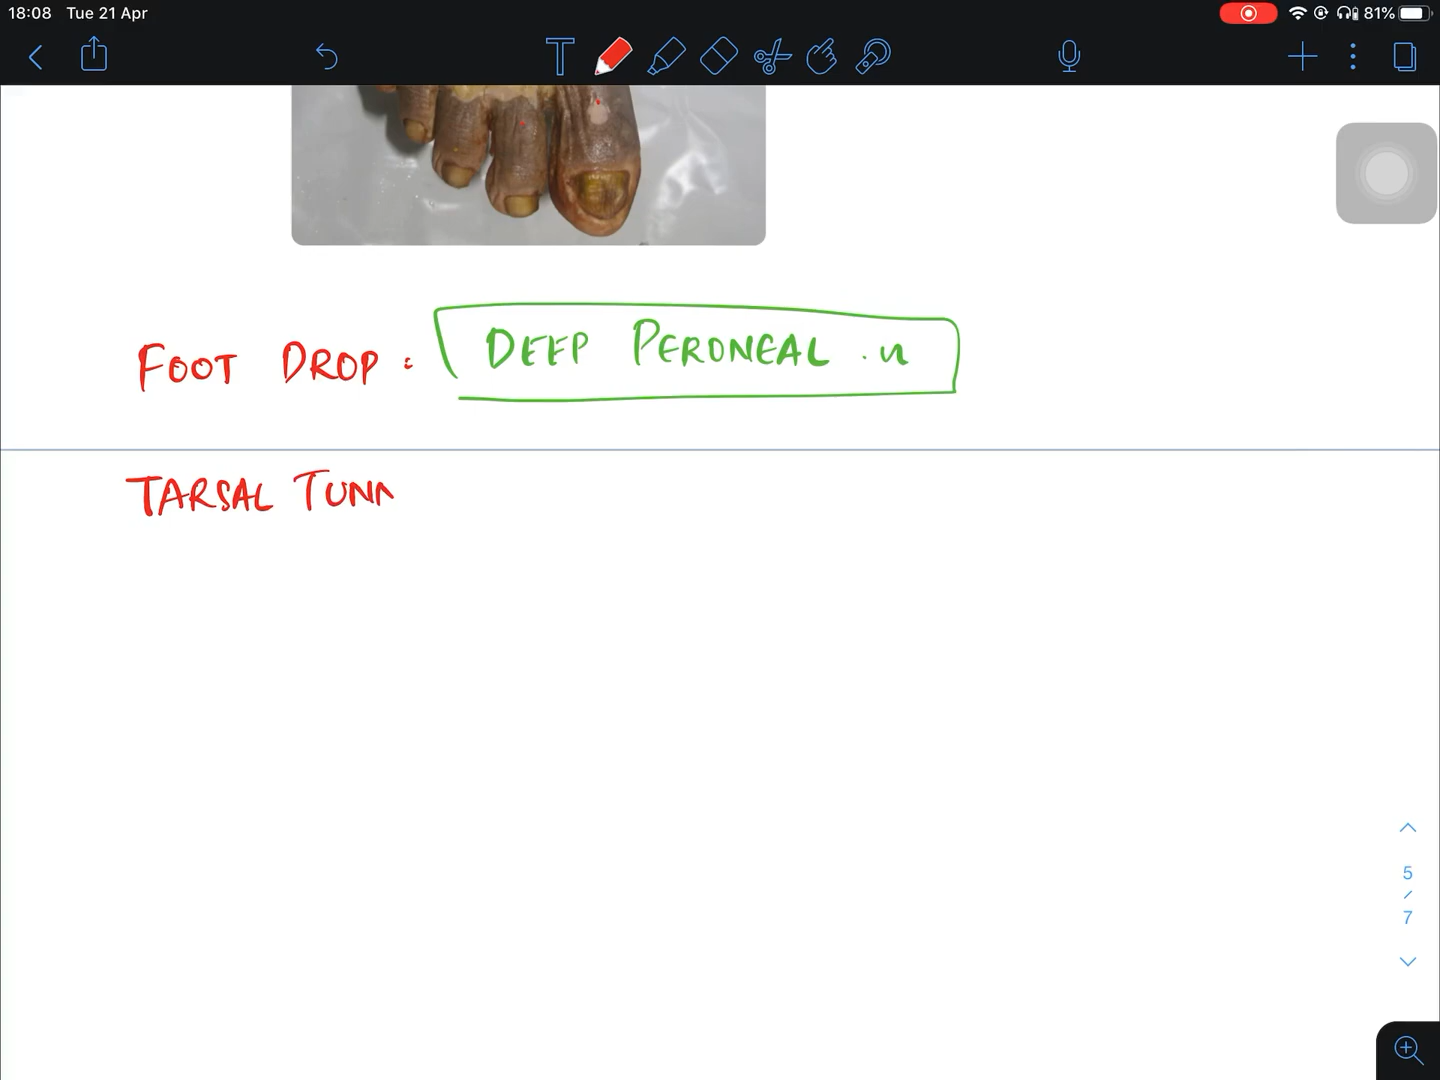 18:08 Tue 21 Apr 81%
T
FOOT DROP : DEEP PERONEAL . n
TARSAL TUNN
5
/
7